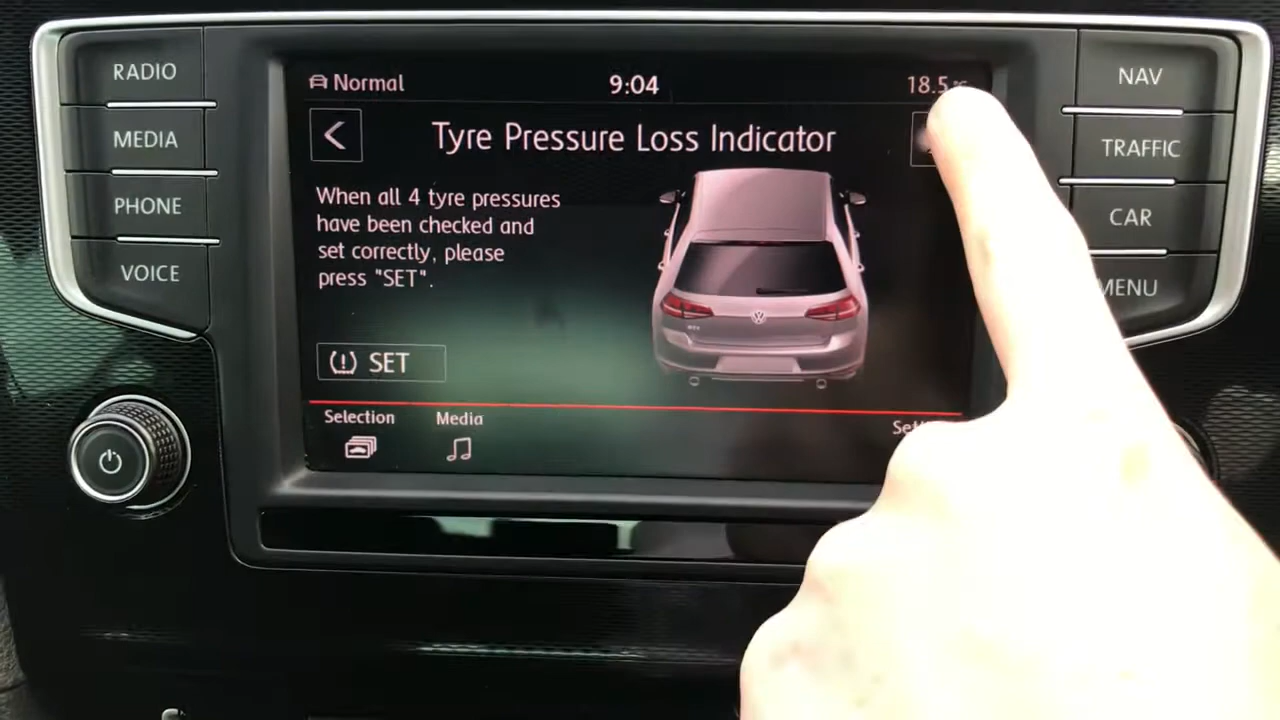 RADIO
MEDIA
PHONE
VOICE
Normal
9:04
18.5
Tyre Pressure Loss Indicator
When all 4 tyre pressures
have been checked and
set correctly, please
press "SET".
SET
Selection
Media
NAV
TRAFFIC
CAR
MENU